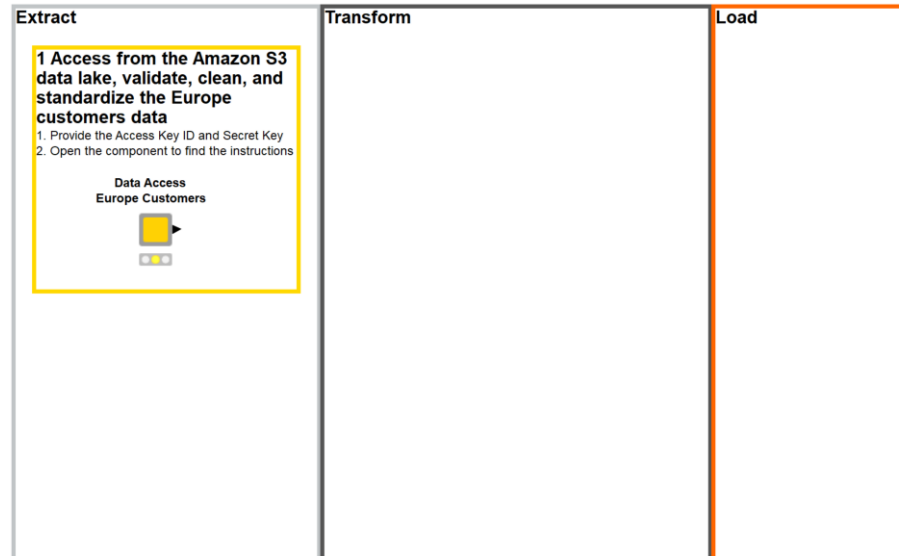 Extract
Transform
Load
1 Access from the Amazon S3
data lake, validate, clean, and
standardize the Europe
customers data
1. Provide the Access Key ID and Secret Key
2. Open the component to find the instructions
Data Access
Europe Customers